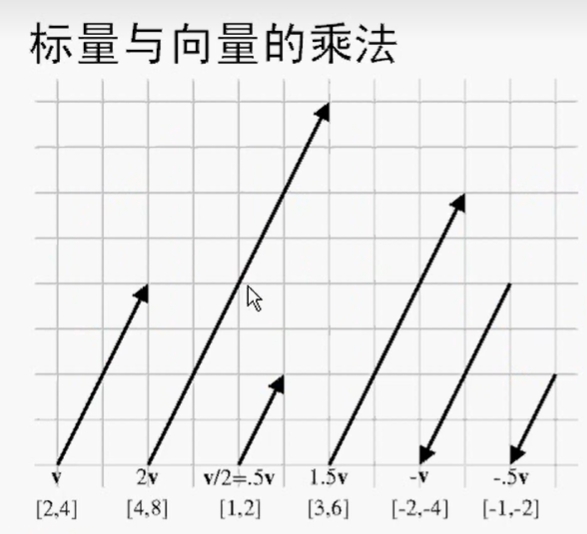 标量与向量的乘法
v 2v v/2=.5v 1.5v -v -.5v
[2,4] [4,8] [1,2] [3,6] [-2,-4] [-1,-2]